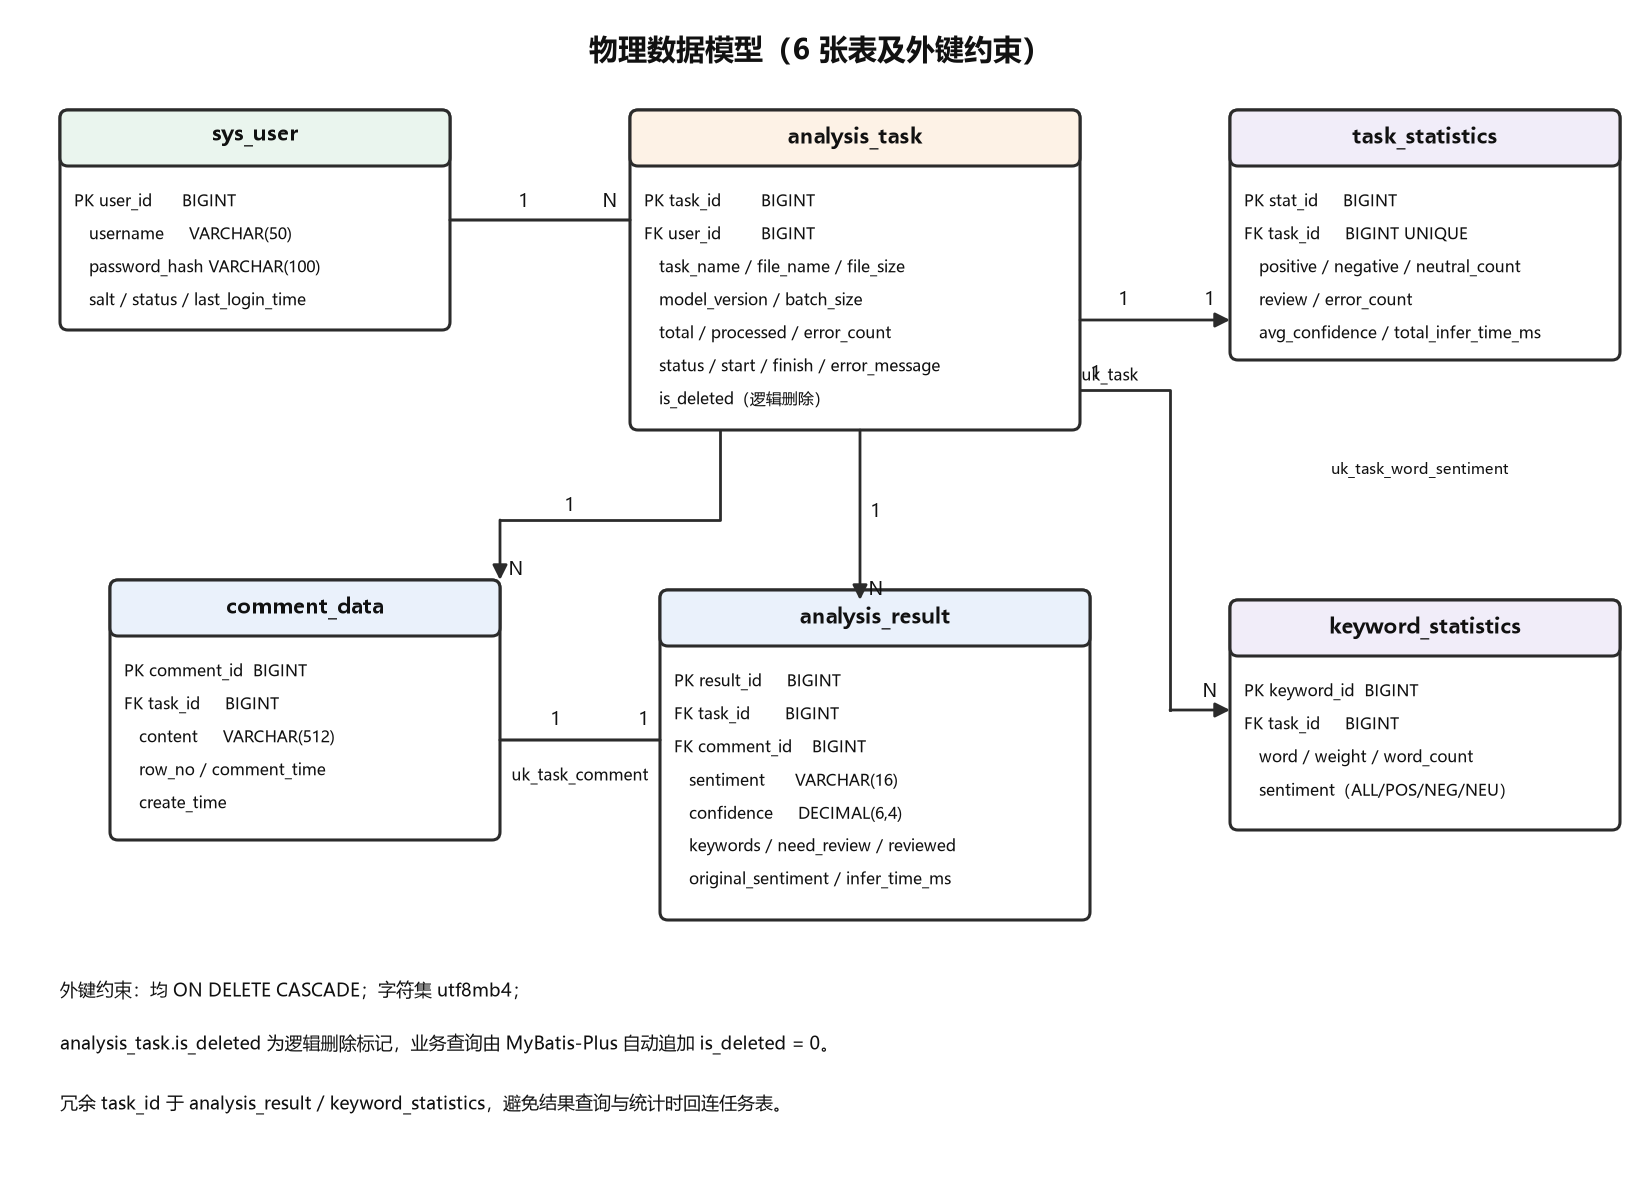 物理数据模型（6 张表及外键约束）
sys_user
PK user_id BIGINT
username VARCHAR(50)
password_hash VARCHAR(100)
salt / status / last_login_time
1
N
analysis_task
PK task_id BIGINT
FK user_id BIGINT
task_name / file_name / file_size
model_version / batch_size
total / processed / error_count
status / start / finish / error_message
is_deleted（逻辑删除）
1
1
task_statistics
PK stat_id BIGINT
FK task_id BIGINT UNIQUE
positive / negative / neutral_count
review / error_count
avg_confidence / total_infer_time_ms
1
uk_task
uk_task_word_sentiment
1
N
1
N
comment_data
PK comment_id BIGINT
FK task_id BIGINT
content VARCHAR(512)
row_no / comment_time
create_time
1
1
uk_task_comment
analysis_result
PK result_id BIGINT
FK task_id BIGINT
FK comment_id BIGINT
sentiment VARCHAR(16)
confidence DECIMAL(6,4)
keywords / need_review / reviewed
original_sentiment / infer_time_ms
N
keyword_statistics
PK keyword_id BIGINT
FK task_id BIGINT
word / weight / word_count
sentiment（ALL/POS/NEG/NEU）
外键约束：均 ON DELETE CASCADE；字符集 utf8mb4；
analysis_task.is_deleted 为逻辑删除标记，业务查询由 MyBatis-Plus 自动追加 is_deleted = 0。
冗余 task_id 于 analysis_result / keyword_statistics，避免结果查询与统计时回连任务表。